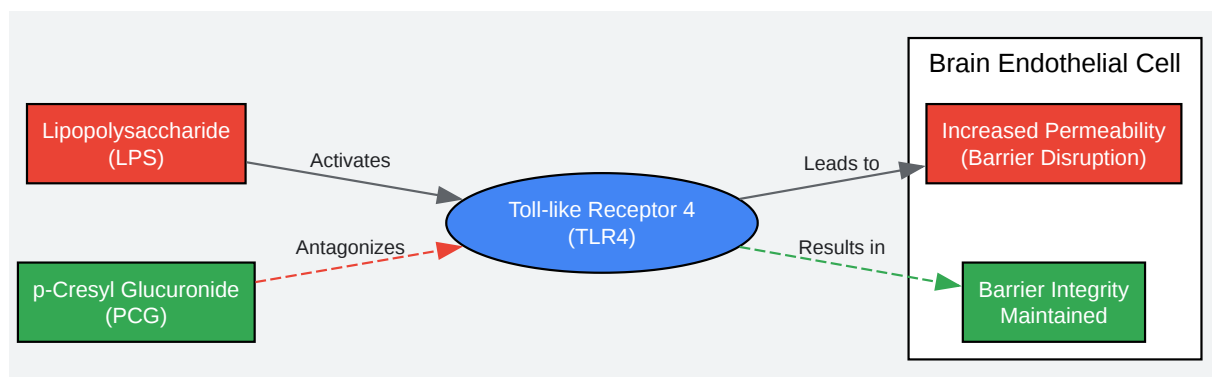 Brain Endothelial Cell
Lipopolysaccharide
(LPS)
Activates
Leads to
Increased Permeability
(Barrier Disruption)
Toll-like Receptor 4
(TLR4)
Antagonizes
Results in
p-Cresyl Glucuronide
(PCG)
Barrier Integrity
Maintained